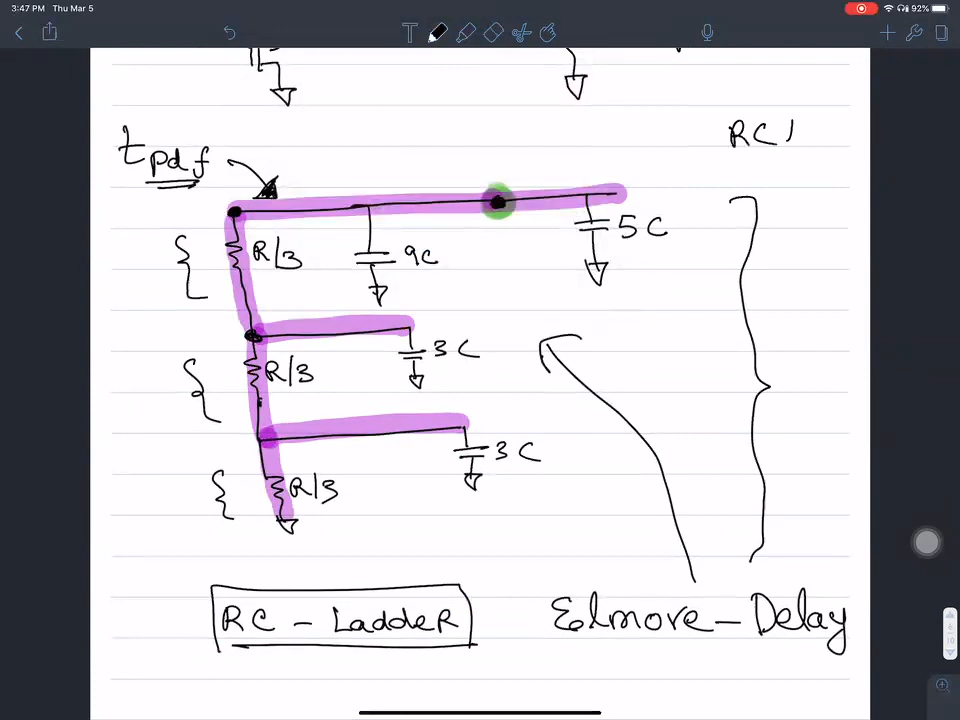 3:47 PM Thu Mar 5
92%
T
RC
tpdf
5C
R/3
9C
3C
R/3
3C
R/3
RC - LaddeR
Elmore - Delay